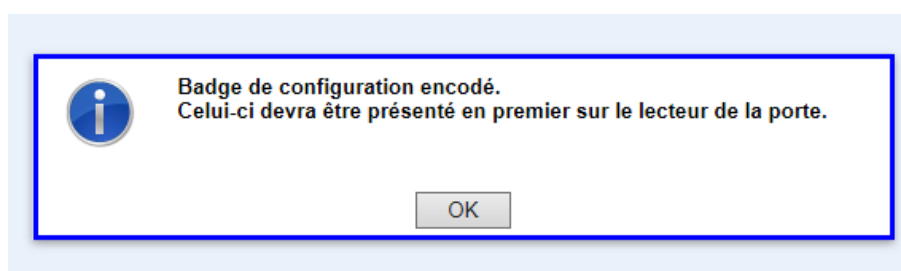 Badge de configuration encodé.
Celui-ci devra être présenté en premier sur le lecteur de la porte.
OK